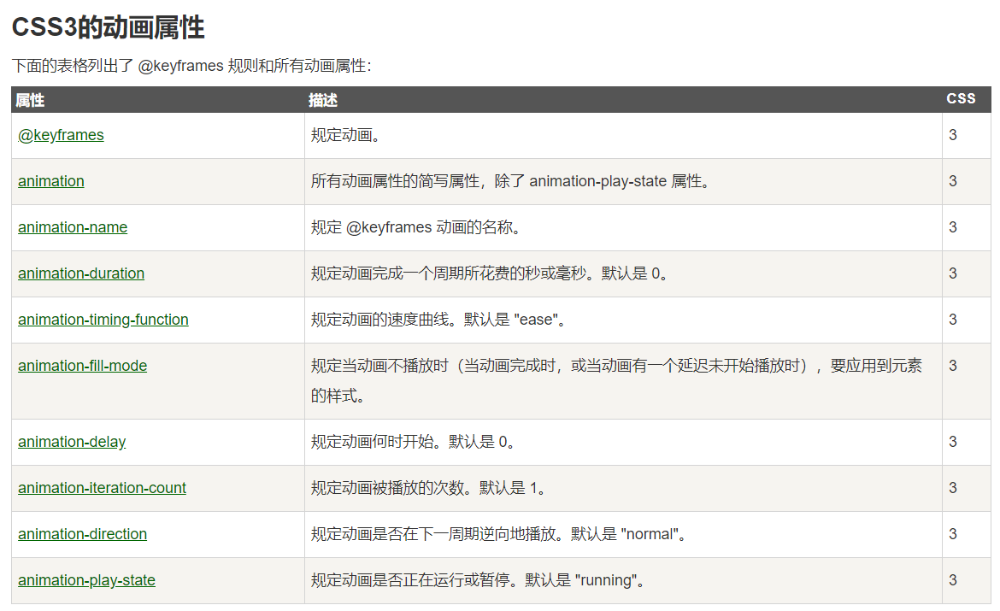 CSS3的动画属性
下面的表格列出了 @keyframes 规则和所有动画属性：
属性 描述 CSS
@keyframes 规定动画。 3
animation 所有动画属性的简写属性，除了 animation-play-state 属性。 3
animation-name 规定 @keyframes 动画的名称。 3
animation-duration 规定动画完成一个周期所花费的秒或毫秒。默认是 0。 3
animation-timing-function 规定动画的速度曲线。默认是 "ease"。 3
animation-fill-mode 规定当动画不播放时（当动画完成时，或当动画有一个延迟未开始播放时），要应用到元素 3
的样式。
animation-delay 规定动画何时开始。默认是 0。 3
animation-iteration-count 规定动画被播放的次数。默认是 1。 3
animation-direction 规定动画是否在下一周期逆向地播放。默认是 "normal"。 3
animation-play-state 规定动画是否正在运行或暂停。默认是 "running"。 3